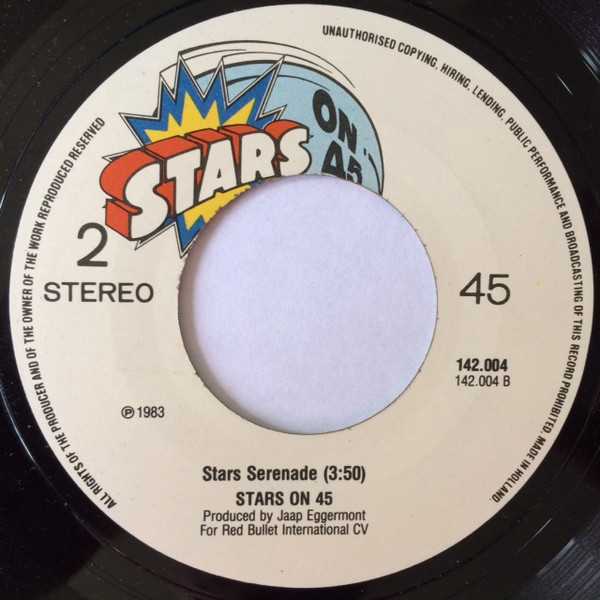 ALL RIGHTS OF THE PRODUCER AND OF THE OWNER OF THE WORK REPRODUCED RESERVED
UNAUTHORISED COPYING, HIRING, LENDING, PUBLIC PERFORMANCE AND BROADCASTING OF THIS RECORD PROHIBITED. MADE IN HOLLAND.
STARS
ON
45
2
STEREO
45
142.004
142.004 B
℗ 1983
Stars Serenade (3:50)
STARS ON 45
Produced by Jaap Eggermont
For Red Bullet International CV